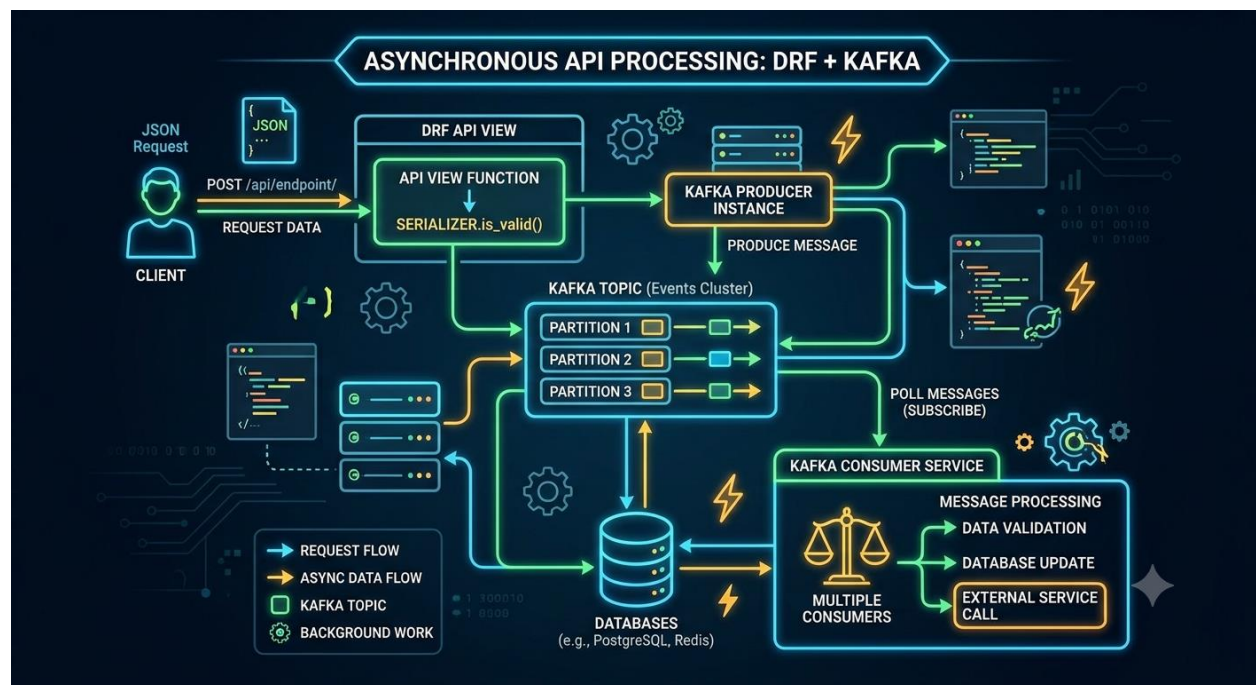 ASYNCHRONOUS API PROCESSING: DRF + KAFKA
JSON
Request
{
JSON
...
}
POST /api/endpoint/
REQUEST DATA
CLIENT
DRF API VIEW
API VIEW FUNCTION
SERIALIZER.is_valid()
KAFKA PRODUCER
INSTANCE
PRODUCE MESSAGE
KAFKA TOPIC (Events Cluster)
PARTITION 1
PARTITION 2
PARTITION 3
POLL MESSAGES
(SUBSCRIBE)
KAFKA CONSUMER SERVICE
MULTIPLE
CONSUMERS
MESSAGE PROCESSING
DATA VALIDATION
DATABASE UPDATE
EXTERNAL SERVICE
CALL
DATABASES
(e.g., PostgreSQL, Redis)
REQUEST FLOW
ASYNC DATA FLOW
KAFKA TOPIC
BACKGROUND WORK